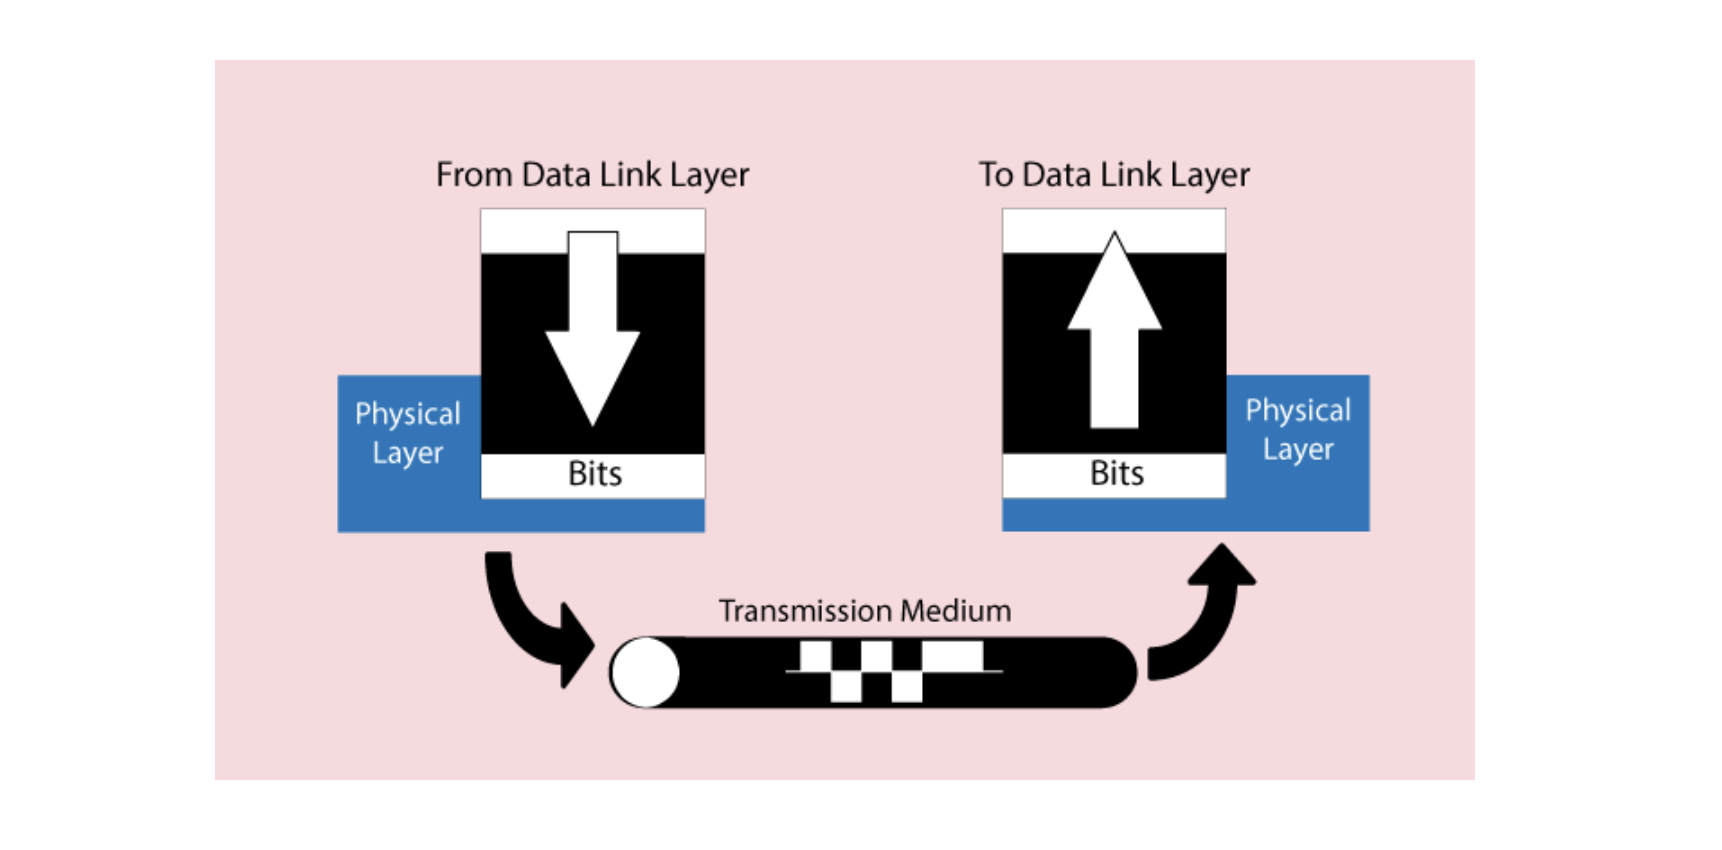 From Data Link Layer
To Data Link Layer
Physical
Layer
Bits
Bits
Physical
Layer
Transmission Medium